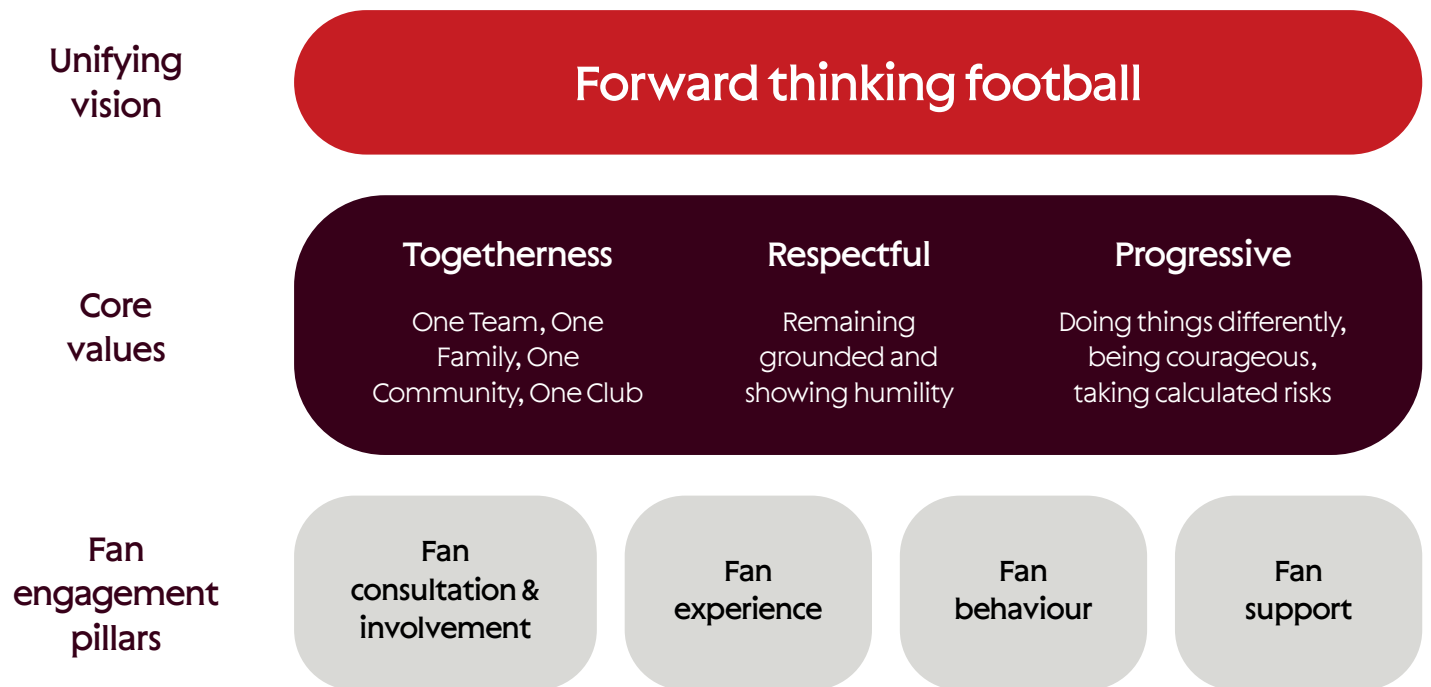 Unifying
vision
Forward thinking football
Core
values
Togetherness
One Team, One
Family, One
Community, One Club
Respectful
Remaining
grounded and
showing humility
Progressive
Doing things differently,
being courageous,
taking calculated risks
Fan
engagement
pillars
Fan
consultation &
involvement
Fan
experience
Fan
behaviour
Fan
support